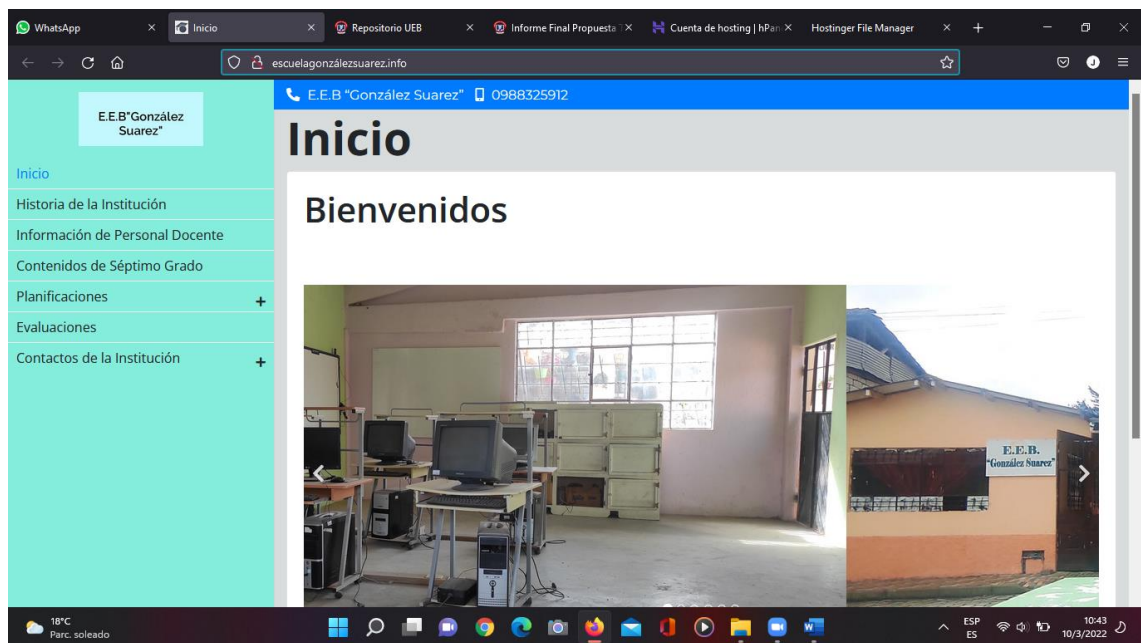 WhatsApp
Inicio
Repositorio UEB
Informe Final Propuesta T
Cuenta de hosting | hPan
Hostinger File Manager
escuelagonzálezsuarez.info
E.E.B"González
Suarez"
Inicio
Historia de la Institución
Información de Personal Docente
Contenidos de Séptimo Grado
Planificaciones
+
Evaluaciones
Contactos de la Institución
+
E.E.B “González Suarez” 0988325912
Inicio
Bienvenidos
E.E.B.
“González Suarez”
18°C
Parc. soleado
ESP
ES
10:43
10/3/2022